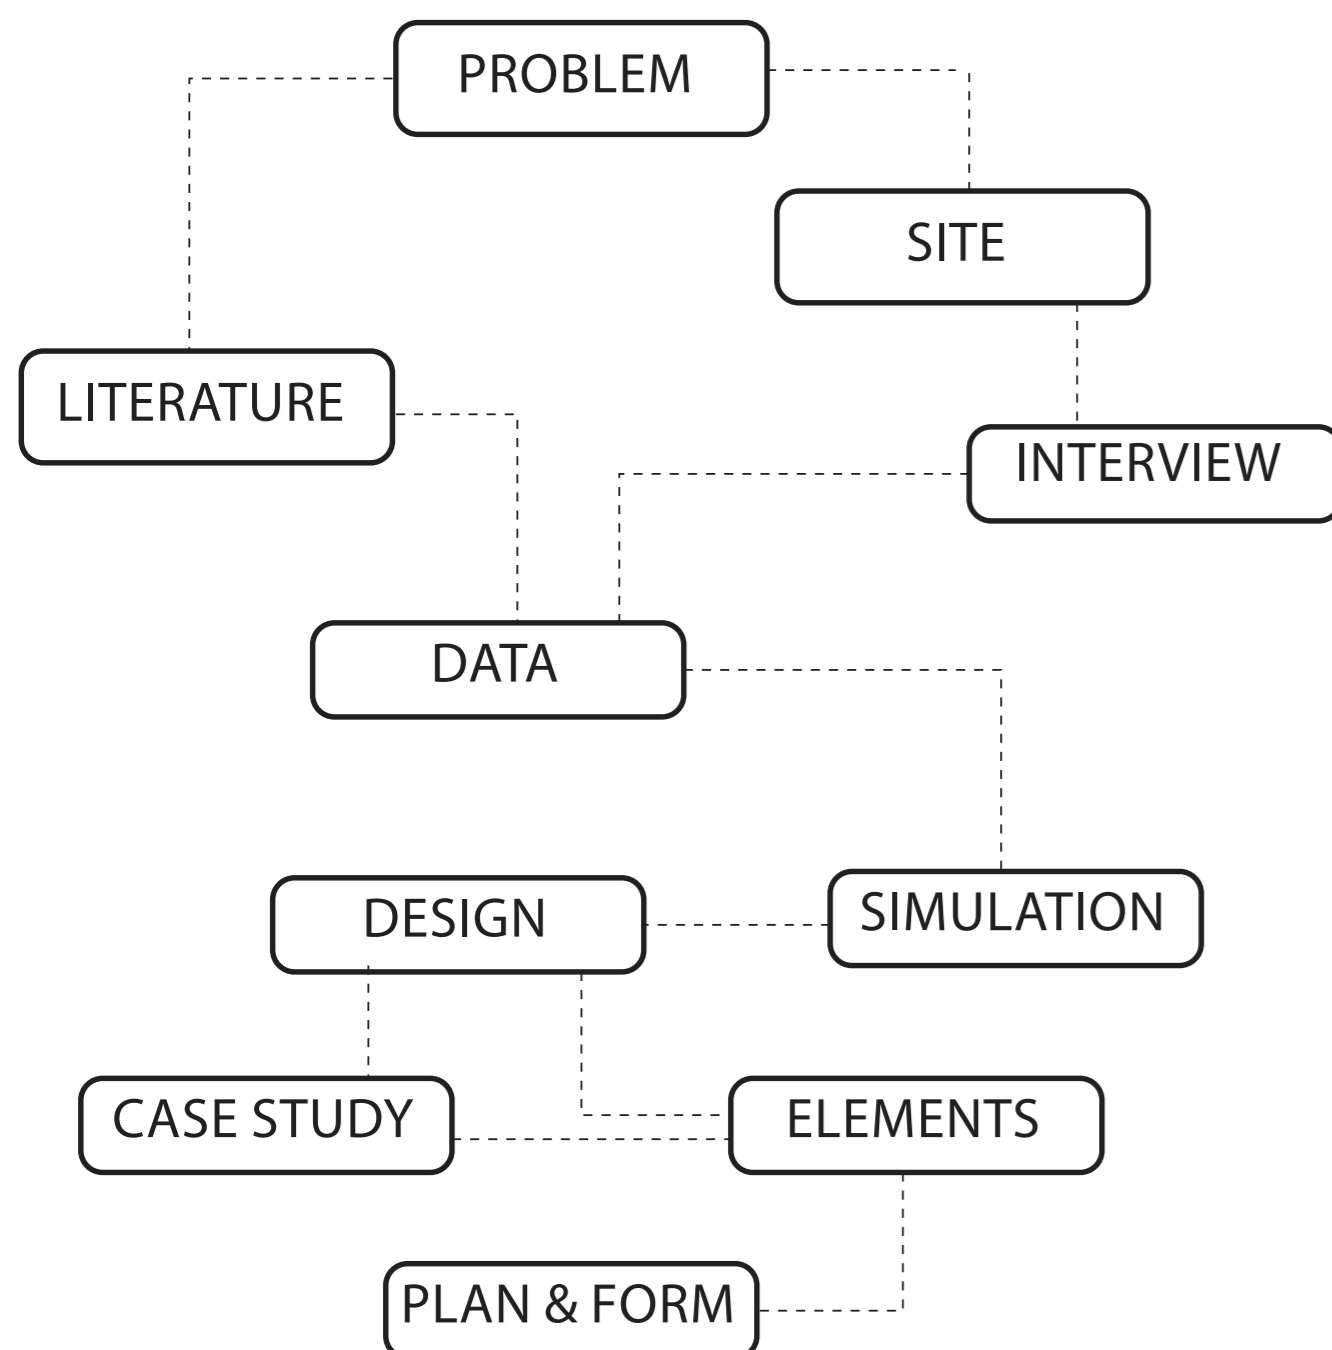 PROBLEM
SITE
LITERATURE
INTERVIEW
DATA
DESIGN
SIMULATION
CASE STUDY
ELEMENTS
PLAN & FORM